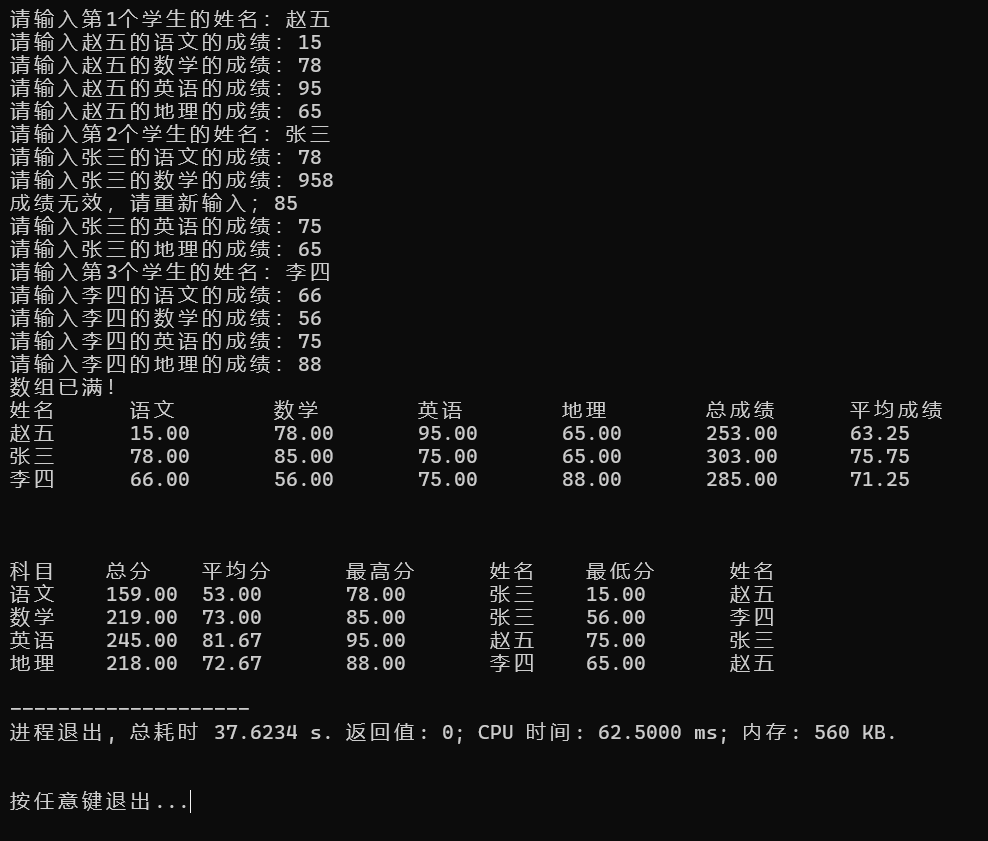 请输入第1个学生的姓名: 赵五
请输入赵五的语文的成绩: 15
请输入赵五的数学的成绩: 78
请输入赵五的英语的成绩: 95
请输入赵五的地理的成绩: 65
请输入第2个学生的姓名: 张三
请输入张三的语文的成绩: 78
请输入张三的数学的成绩: 958
成绩无效, 请重新输入; 85
请输入张三的英语的成绩: 75
请输入张三的地理的成绩: 65
请输入第3个学生的姓名: 李四
请输入李四的语文的成绩: 66
请输入李四的数学的成绩: 56
请输入李四的英语的成绩: 75
请输入李四的地理的成绩: 88
数组已满!
姓名 语文 数学 英语 地理 总成绩 平均成绩
赵五 15.00 78.00 95.00 65.00 253.00 63.25
张三 78.00 85.00 75.00 65.00 303.00 75.75
李四 66.00 56.00 75.00 88.00 285.00 71.25
科目 总分 平均分 最高分 姓名 最低分 姓名
语文 159.00 53.00 78.00 张三 15.00 赵五
数学 219.00 73.00 85.00 张三 56.00 李四
英语 245.00 81.67 95.00 赵五 75.00 张三
地理 218.00 72.67 88.00 李四 65.00 赵五
--------------------
进程退出, 总耗时 37.6234 s. 返回值: 0; CPU 时间: 62.5000 ms; 内存: 560 KB.
按任意键退出...